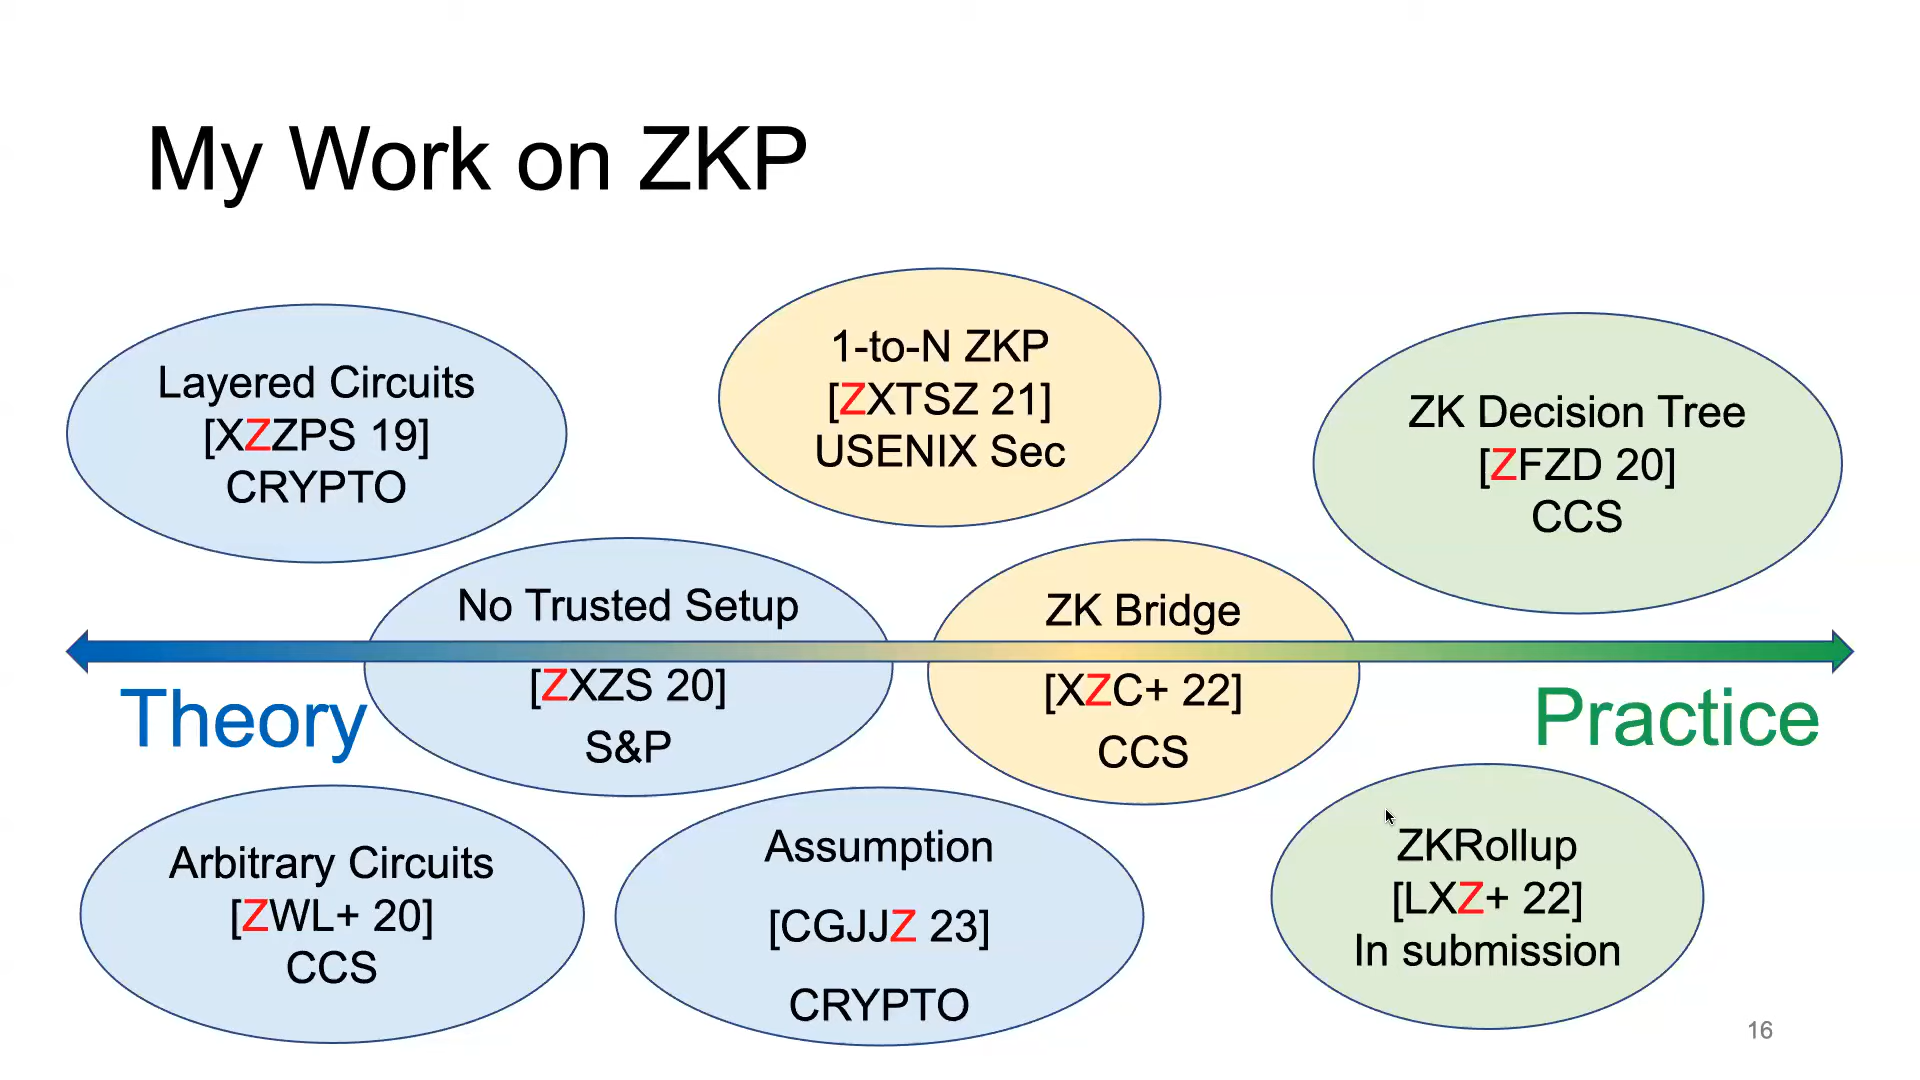 My Work on ZKP
Layered Circuits
[XZZPS 19]
CRYPTO
1-to-N ZKP
[ZXTSZ 21]
USENIX Sec
ZK Decision Tree
[ZFZD 20]
CCS
No Trusted Setup
[ZXZS 20]
S&P
ZK Bridge
[XZC+ 22]
CCS
Theory
Practice
Arbitrary Circuits
[ZWL+ 20]
CCS
Assumption
[CGJJZ 23]
CRYPTO
ZKRollup
[LXZ+ 22]
In submission
16